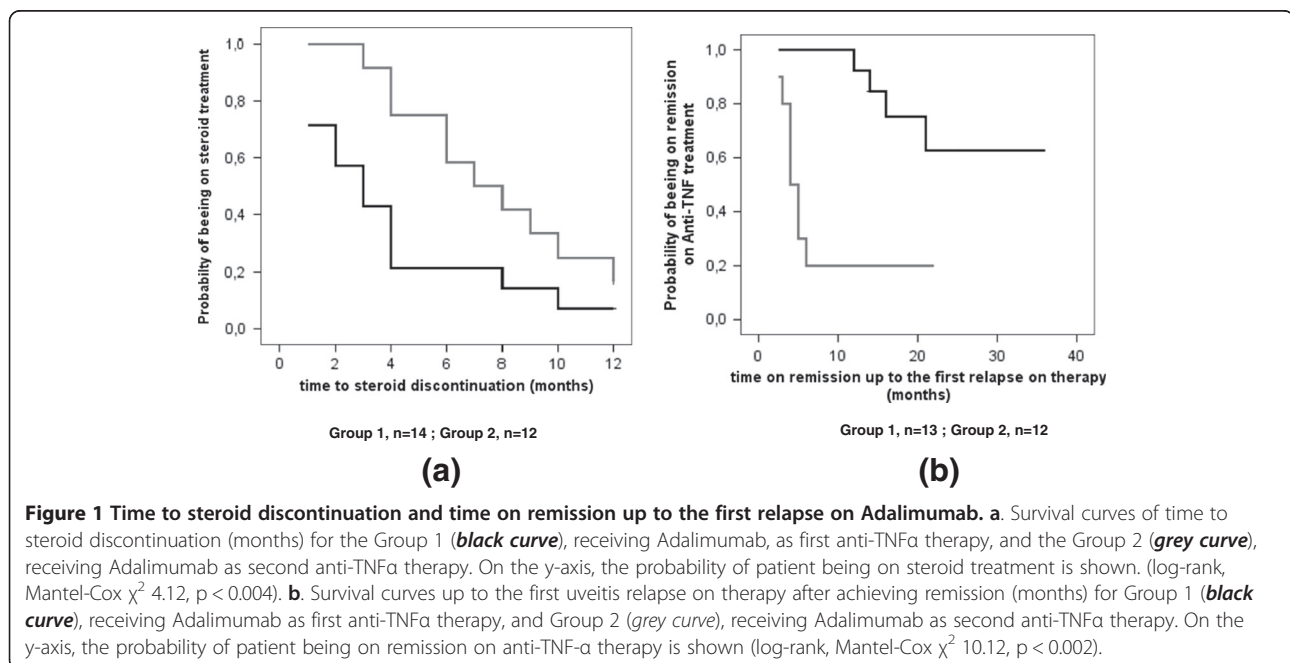 Probabilty of beeing on steroid treatment
1,0
0,8
0,6
0,4
0,2
0,0
0 2 4 6 8 10 12
time to steroid discontinuation (months)
Group 1, n=14 ; Group 2, n=12
(a)
Probability of beeing on remission
on Anti-TNF treatment
1,0
0,8
0,6
0,4
0,2
0,0
0 10 20 30 40
time on remission up to the first relapse on therapy
(months)
Group 1, n=13 ; Group 2, n=12
(b)
Figure 1 Time to steroid discontinuation and time on remission up to the first relapse on Adalimumab. a. Survival curves of time to
steroid discontinuation (months) for the Group 1 (black curve), receiving Adalimumab, as first anti-TNFα therapy, and the Group 2 (grey curve),
receiving Adalimumab as second anti-TNFα therapy. On the y-axis, the probability of patient being on steroid treatment is shown. (log-rank,
Mantel-Cox χ² 4.12, p < 0.004). b. Survival curves up to the first uveitis relapse on therapy after achieving remission (months) for Group 1 (black
curve), receiving Adalimumab as first anti-TNFα therapy, and Group 2 (grey curve), receiving Adalimumab as second anti-TNFα therapy. On the
y-axis, the probability of patient being on remission on anti-TNF-α therapy is shown (log-rank, Mantel-Cox χ² 10.12, p < 0.002).